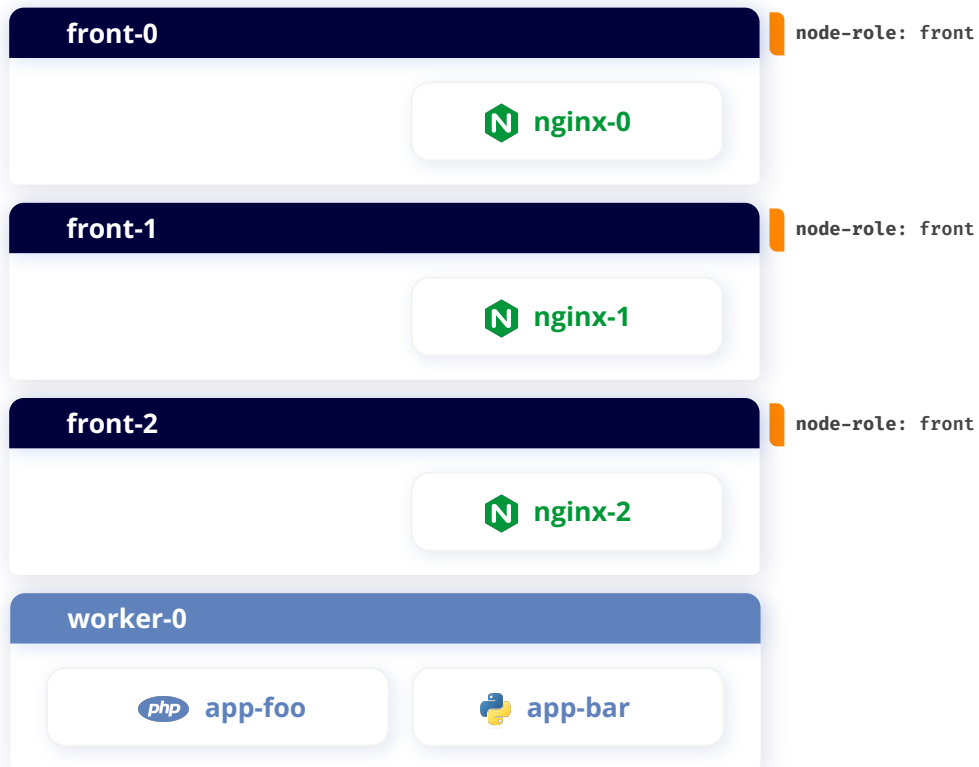 front-0
node-role: front
nginx-0
front-1
node-role: front
nginx-1
front-2
node-role: front
nginx-2
worker-0
php app-foo
app-bar